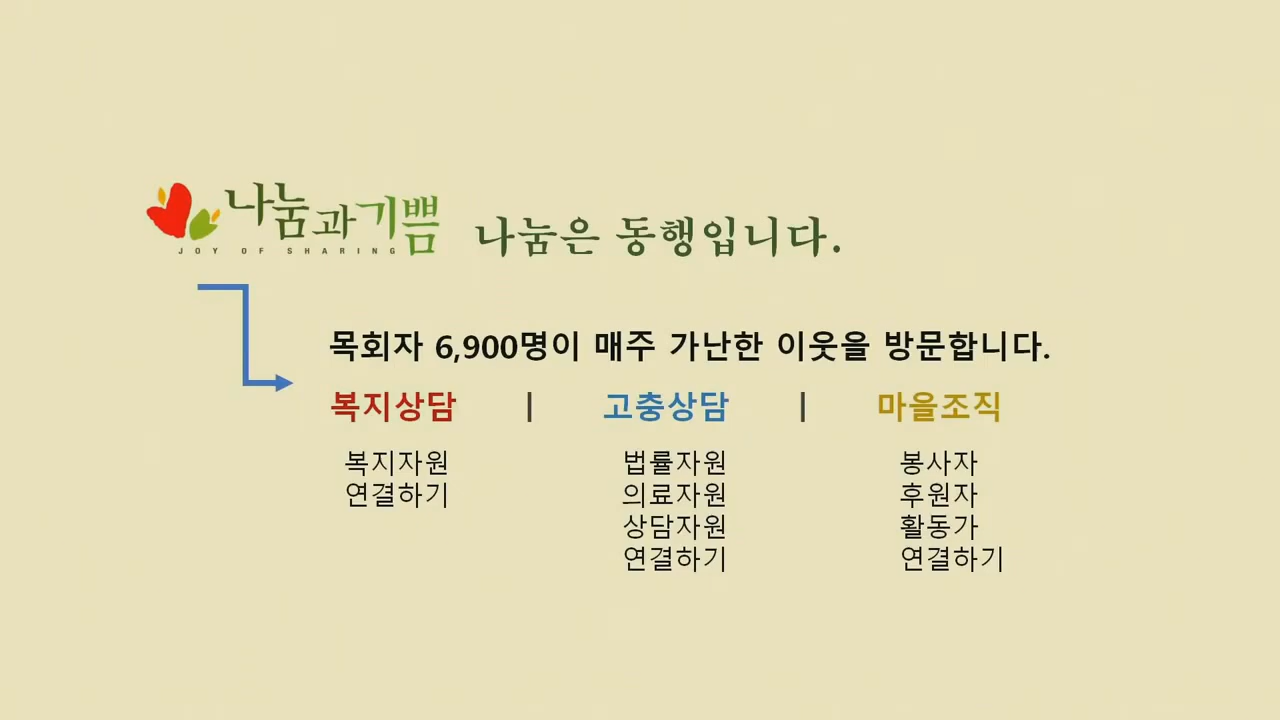 나눔과기쁨
JOY OF SHARING
나눔은 동행입니다.
목회자 6,900명이 매주 가난한 이웃을 방문합니다.
복지상담 | 고충상담 | 마을조직
복지자원
연결하기
법률자원
의료자원
상담자원
연결하기
봉사자
후원자
활동가
연결하기